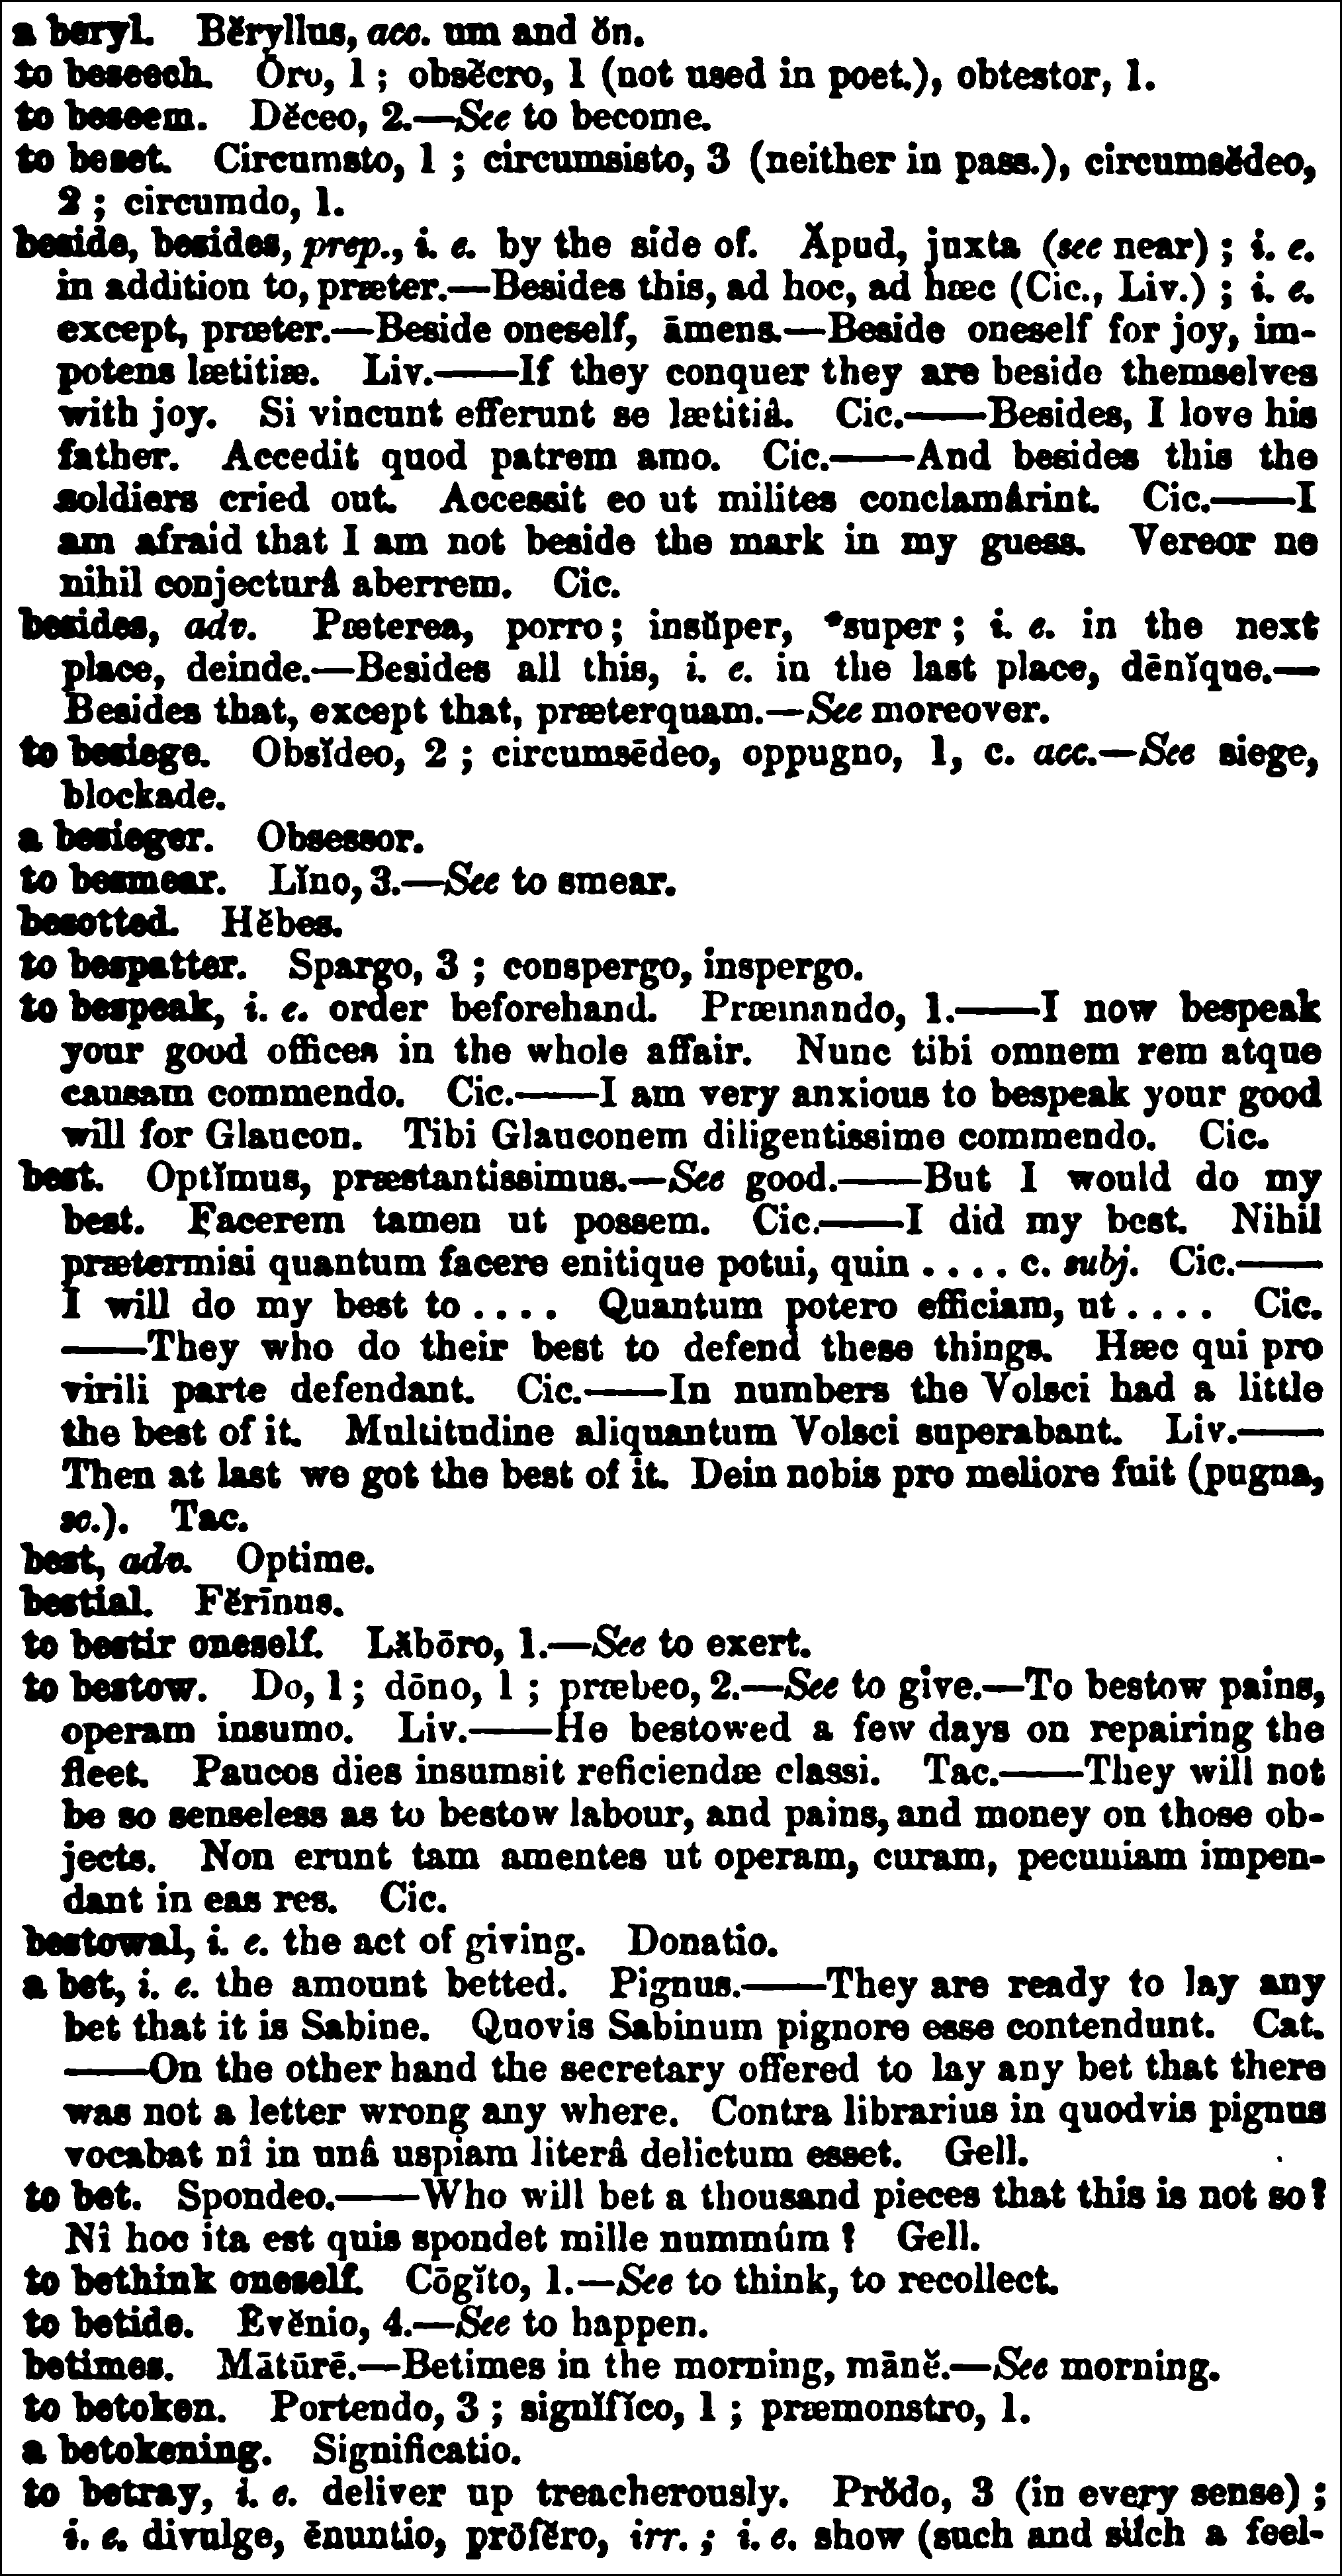 a beryl. Bĕryllus, acc. um and ŏn.
to beseech. Ōro, 1 ; obsĕcro, 1 (not used in poet.), obtestor, 1.
to beseem. Dĕceo, 2.—See to become.
to beset. Circumsto, 1 ; circumsisto, 3 (neither in pass.), circumsĕdeo,
2 ; circumdo, 1.
beside, besides, prep., i. e. by the side of. Ăpud, juxta (see near) ; i. e.
in addition to, præter.—Besides this, ad hoc, ad hæc (Cic., Liv.) ; i. e.
except, præter.—Beside oneself, āmens.—Beside oneself for joy, im-
potens lætitiæ. Liv.——If they conquer they are beside themselves
with joy. Si vincunt efferunt se lætitiâ. Cic.——Besides, I love his
father. Accedit quod patrem amo. Cic.——And besides this the
soldiers cried out. Accessit eo ut milites conclamârint. Cic.——I
am afraid that I am not beside the mark in my guess. Vereor ne
nihil conjecturâ aberrem. Cic.
besides, adv. Pæterea, porro ; insŭper, *super ; i. e. in the next
place, deinde.—Besides all this, i. e. in the last place, dēnĭque.—
Besides that, except that, præterquam.—See moreover.
to besiege. Obsĭdeo, 2 ; circumsēdeo, oppugno, 1, c. acc.—See siege,
blockade.
a besieger. Obsessor.
to besmear. Lĭno, 3.—See to smear.
besotted. Hĕbes.
to bespatter. Spargo, 3 ; conspergo, inspergo.
to bespeak, i. e. order beforehand. Præmando, 1.——I now bespeak
your good offices in the whole affair. Nunc tibi omnem rem atque
causam commendo. Cic.——I am very anxious to bespeak your good
will for Glaucon. Tibi Glauconem diligentissime commendo. Cic.
best. Optĭmus, præstantissimus.—See good.——But I would do my
best. Facerem tamen ut possem. Cic.——I did my best. Nihil
prætermisi quantum facere enitique potui, quin . . . . c. subj. Cic.——
I will do my best to . . . . Quantum potero efficiam, ut . . . . Cic.
——They who do their best to defend these things. Hæc qui pro
virili parte defendant. Cic.——In numbers the Volsci had a little
the best of it. Multitudine aliquantum Volsci superabant. Liv.——
Then at last we got the best of it. Dein nobis pro meliore fuit (pugna,
sc.). Tac.
best, adv. Optime.
bestial. Fĕrīnus.
to bestir oneself. Lăbōro, 1.—See to exert.
to bestow. Do, 1 ; dōno, 1 ; præbeo, 2.—See to give.—To bestow pains,
operam insumo. Liv.——He bestowed a few days on repairing the
fleet. Paucos dies insumsit reficiendæ classi. Tac.——They will not
be so senseless as to bestow labour, and pains, and money on those ob-
jects. Non erunt tam amentes ut operam, curam, pecuniam impen-
dant in eas res. Cic.
bestowal, i. e. the act of giving. Donatio.
a bet, i. e. the amount betted. Pignus.——They are ready to lay any
bet that it is Sabine. Quovis Sabinum pignore esse contendunt. Cat.
——On the other hand the secretary offered to lay any bet that there
was not a letter wrong any where. Contra librarius in quodvis pignus
vocabat nî in unâ uspiam literâ delictum esset. Gell.
to bet. Spondeo.——Who will bet a thousand pieces that this is not so?
Nî hoc ita est quis spondet mille nummûm ? Gell.
to bethink oneself. Cōgĭto, 1.—See to think, to recollect.
to betide. Ēvĕnio, 4.—See to happen.
betimes. Mātūrē.—Betimes in the morning, mānĕ.—See morning.
to betoken. Portendo, 3 ; signĭfĭco, 1 ; præmonstro, 1.
a betokening. Significatio.
to betray, i. e. deliver up treacherously. Prŏdo, 3 (in every sense) ;
i. e. divulge, ēnuntio, prōfĕro, irr. ; i. e. show (such and such a feel-